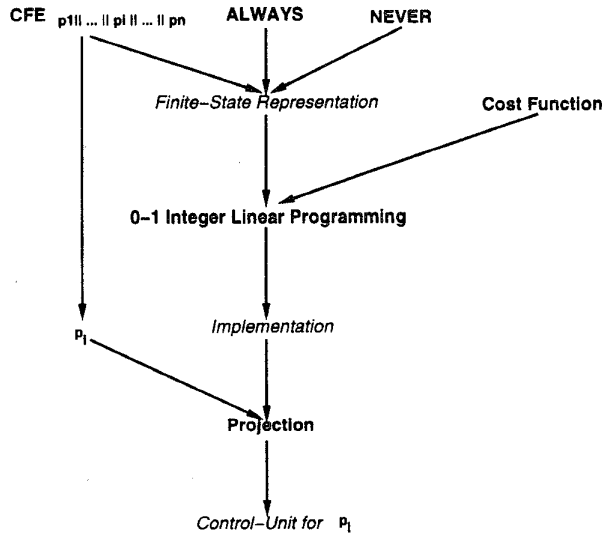 CFE p1|| ... || pi || ... || pn ALWAYS NEVER
Finite-State Representation
Cost Function
0-1 Integer Linear Programming
Implementation
pi
Projection
Control-Unit for pi